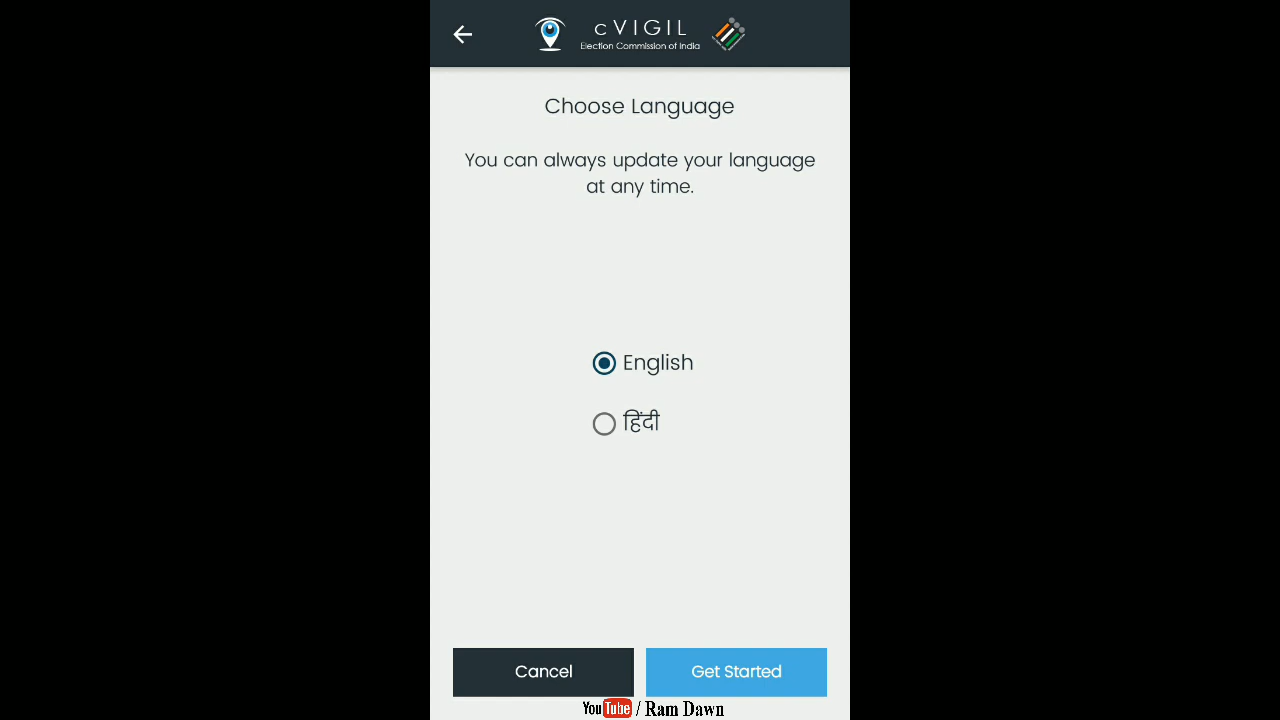 cVIGIL
Election Commission of India
Choose Language
You can always update your language
at any time.
English
हिंदी
Cancel
Get Started
YouTube / Ram Dawn